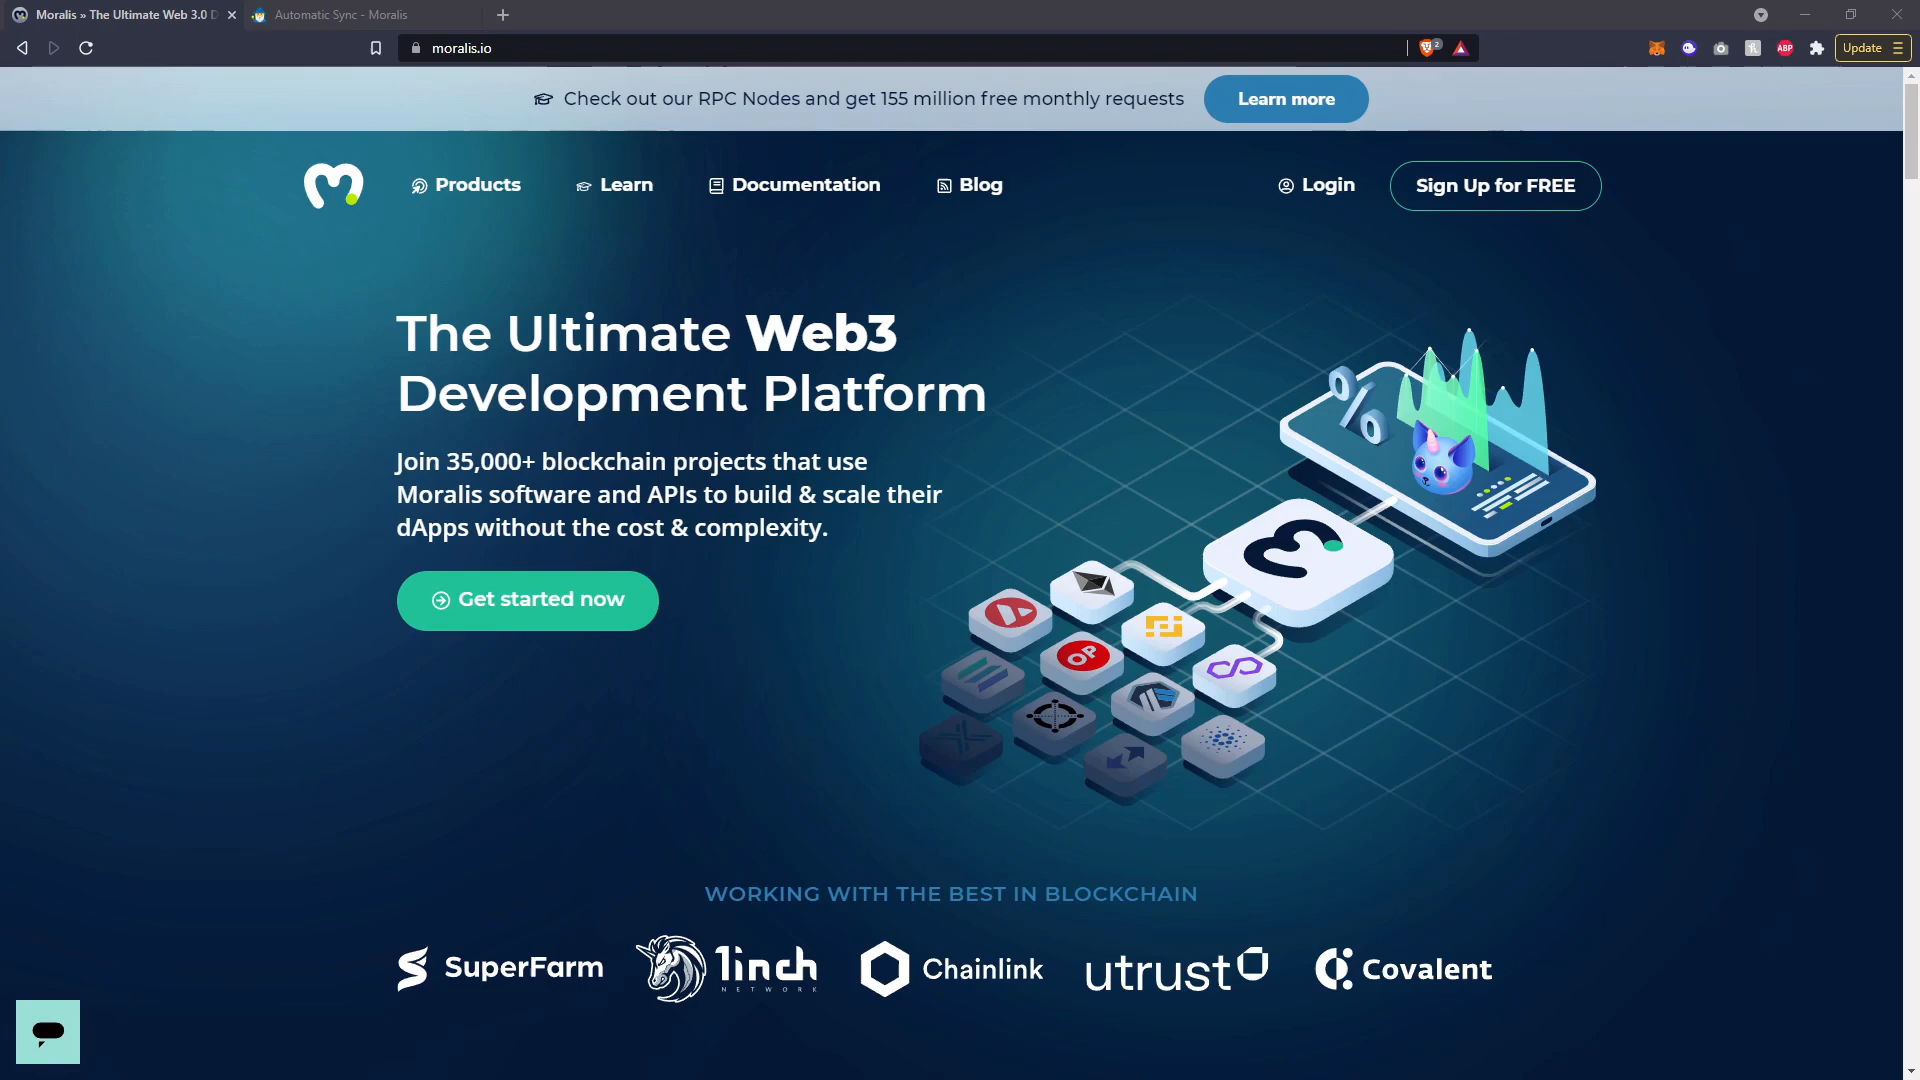 Moralis » The Ultimate Web 3.0 D
Automatic Sync - Moralis
moralis.io
2
ABP
Update
Check out our RPC Nodes and get 155 million free monthly requests
Learn more
Products
Learn
Documentation
Blog
Login
Sign Up for FREE
The Ultimate Web3
Development Platform
Join 35,000+ blockchain projects that use
Moralis software and APIs to build & scale their
dApps without the cost & complexity.
Get started now
%
OP
WORKING WITH THE BEST IN BLOCKCHAIN
SuperFarm
1inch
NETWORK
Chainlink
utrust
Covalent